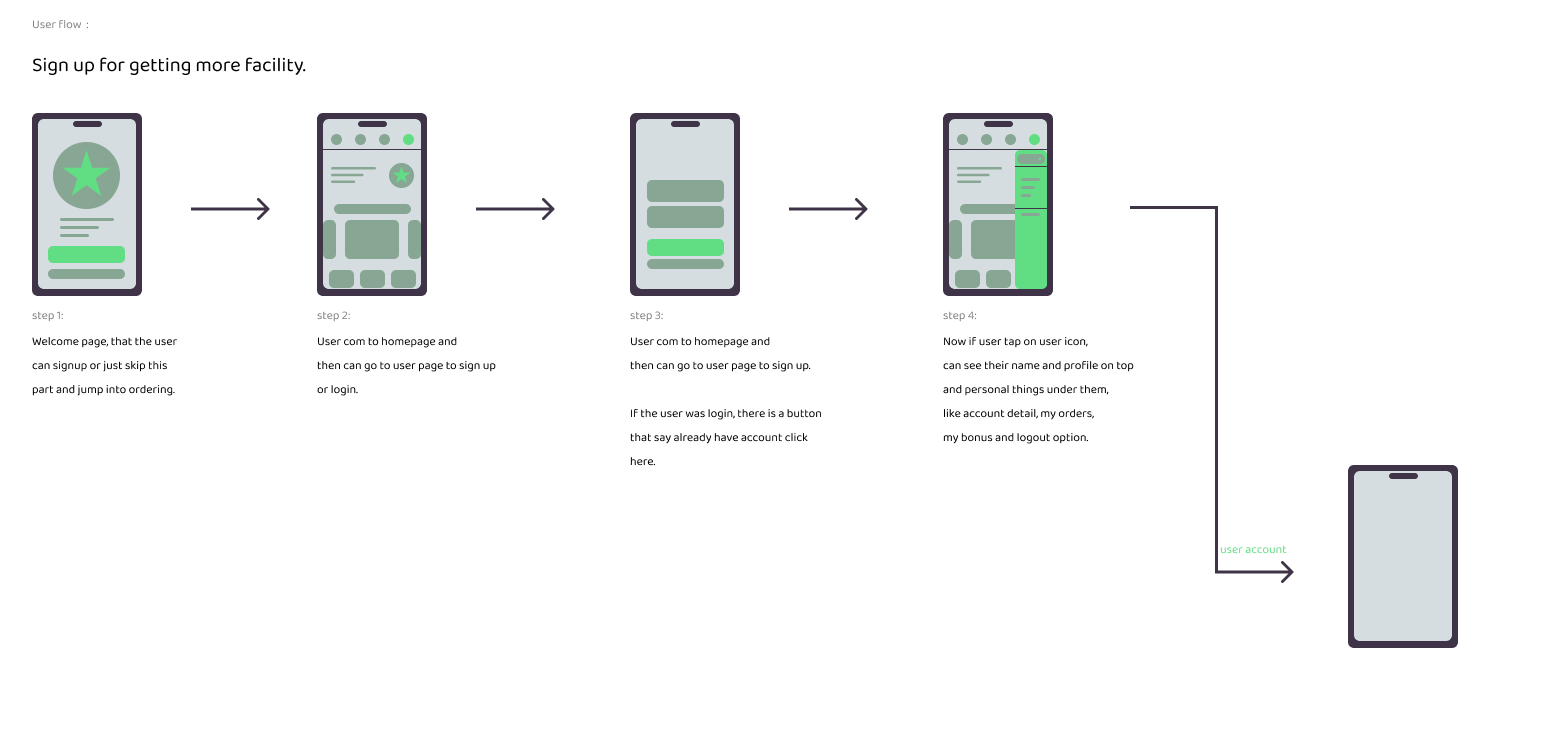 User flow :
Sign up for getting more facility.
step 1:
Welcome page, that the user
can signup or just skip this
part and jump into ordering.
step 2:
User com to homepage and
then can go to user page to sign up
or login.
step 3:
User com to homepage and
then can go to user page to sign up.
If the user was login, there is a button
that say already have account click
here.
step 4:
Now if user tap on user icon,
can see their name and profile on top
and personal things under them,
like account detail, my orders,
my bonus and logout option.
user account